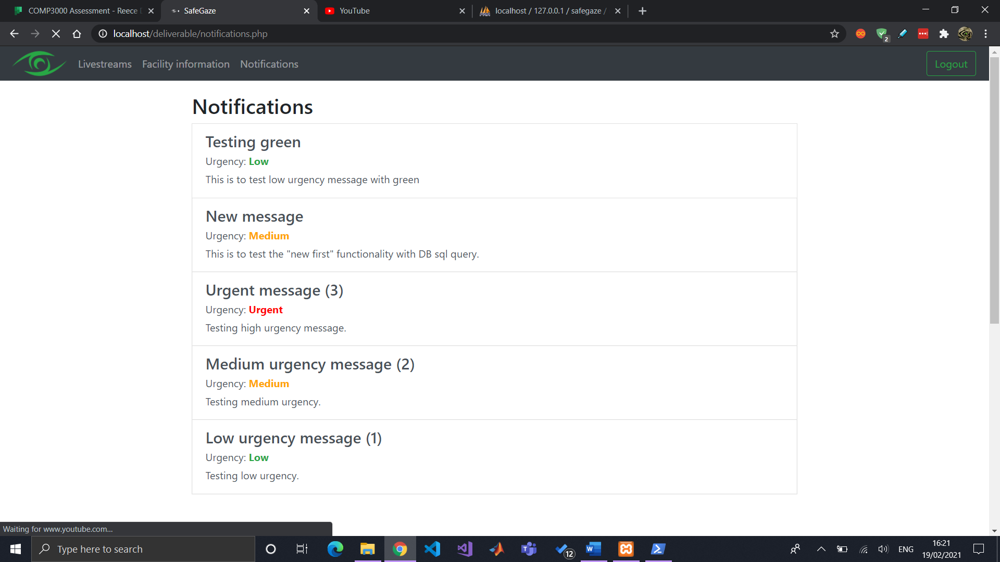 COMP3000 Assessment - Reece
SafeGaze
YouTube
localhost / 127.0.0.1 / safegaze /
localhost/deliverable/notifications.php
2
Livestreams
Facility information
Notifications
Logout
Notifications
Testing green
Urgency: Low
This is to test low urgency message with green
New message
Urgency: Medium
This is to test the "new first" functionality with DB sql query.
Urgent message (3)
Urgency: Urgent
Testing high urgency message.
Medium urgency message (2)
Urgency: Medium
Testing medium urgency.
Low urgency message (1)
Urgency: Low
Testing low urgency.
Waiting for www.youtube.com...
Type here to search
12
ENG
16:21
19/02/2021